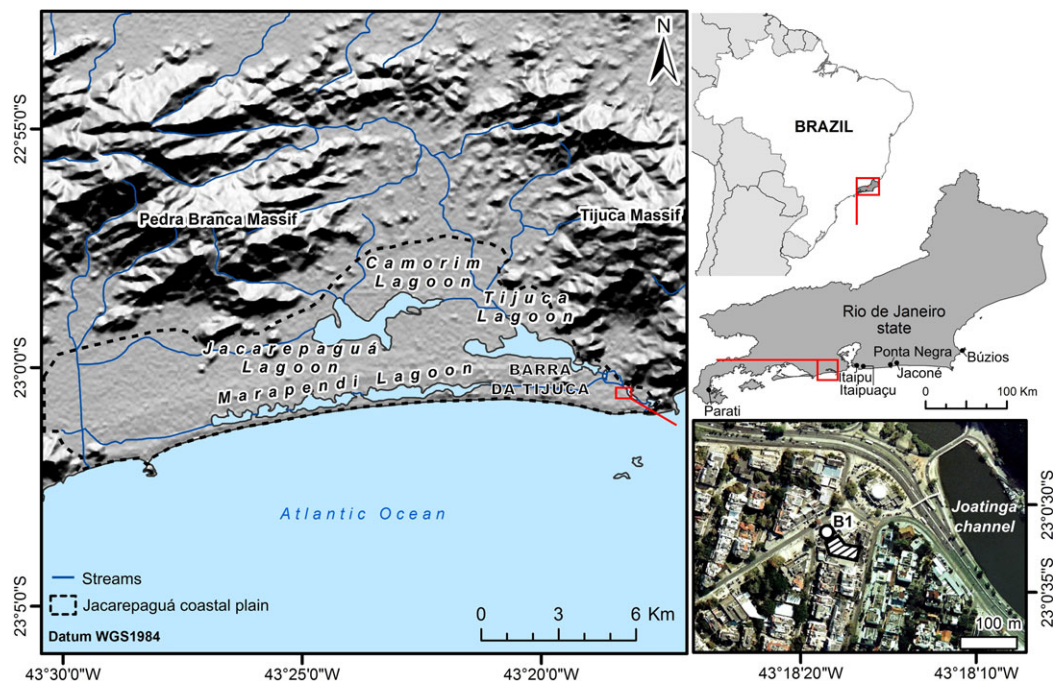 N
22°55'0"S
Pedra Branca Massif
Tijuca Massif
Camorim
Lagoon
Tijuca
Lagoon
Jacarepaguá
Lagoon
23°0'0"S
Marapendi Lagoon
BARRA
DA TIJUCA
Atlantic Ocean
Streams
Jacarepaguá coastal plain
Datum WGS1984
0 3 6 Km
23°5'0"S
43°30'0"W
43°25'0"W
43°20'0"W
BRAZIL
Rio de Janeiro
state
Ponta Negra
Búzios
Itaipu
Jaconé
Itaipuaçu
Parati
0 100 Km
B1
Joatinga
channel
100 m
23°0'30"S
23°0'35"S
43°18'20"W
43°18'10"W